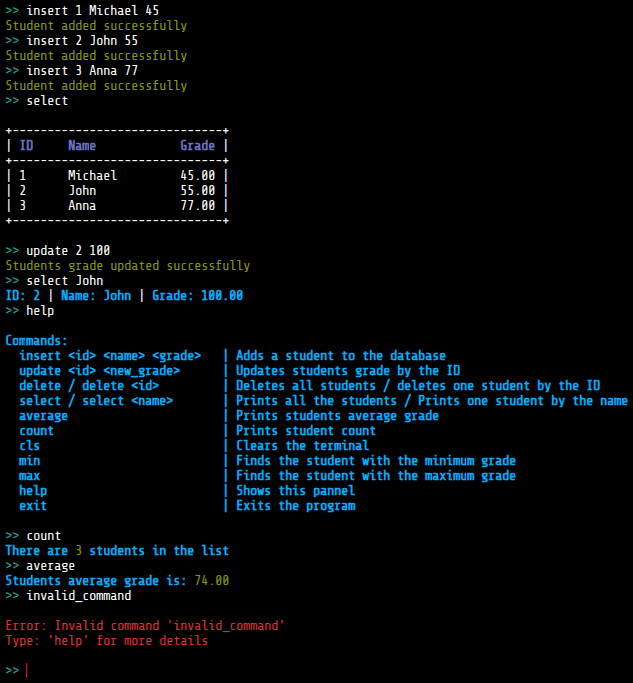 >> insert 1 Michael 45
Student added successfully
>> insert 2 John 55
Student added successfully
>> insert 3 Anna 77
Student added successfully
>> select
+------------------------------+
| ID     Name            Grade |
+------------------------------+
| 1      Michael         45.00 |
| 2      John            55.00 |
| 3      Anna            77.00 |
+------------------------------+
>> update 2 100
Students grade updated successfully
>> select John
ID: 2 | Name: John | Grade: 100.00
>> help
Commands:
  insert <id> <name> <grade>   | Adds a student to the database
  update <id> <new_grade>      | Updates students grade by the ID
  delete / delete <id>         | Deletes all students / deletes one student by the ID
  select / select <name>       | Prints all the students / Prints one student by the name
  average                      | Prints students average grade
  count                        | Prints student count
  cls                          | Clears the terminal
  min                          | Finds the student with the minimum grade
  max                          | Finds the student with the maximum grade
  help                         | Shows this pannel
  exit                         | Exits the program
>> count
There are 3 students in the list
>> average
Students average grade is: 74.00
>> invalid_command
Error: Invalid command 'invalid_command'
Type: 'help' for more details
>>